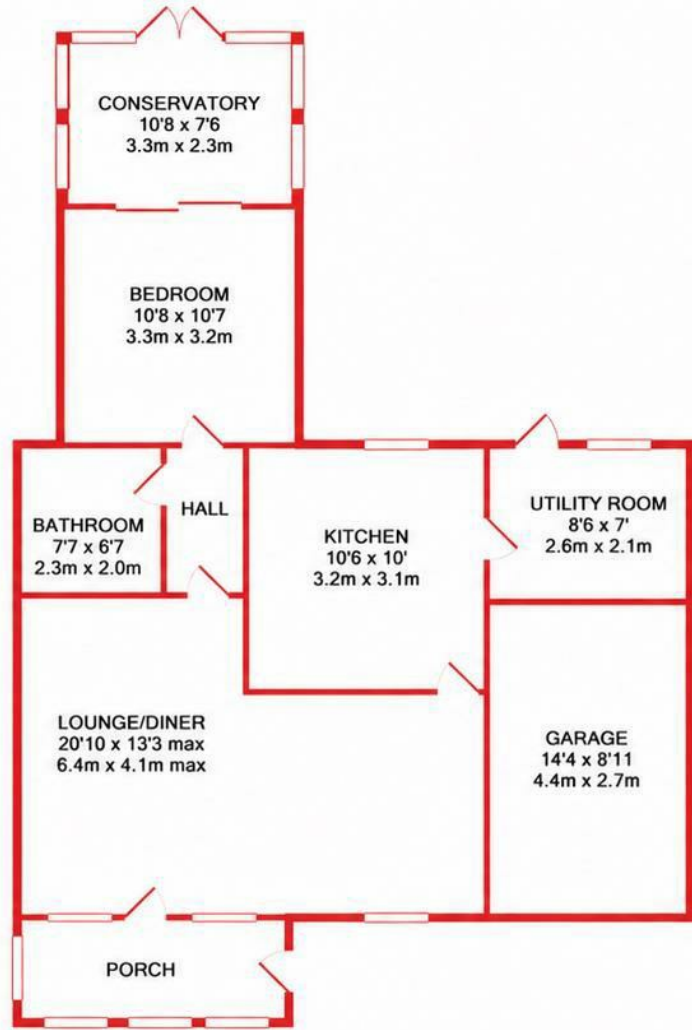 CONSERVATORY
10'8 x 7'6
3.3m x 2.3m
BEDROOM
10'8 x 10'7
3.3m x 3.2m
BATHROOM
7'7 x 6'7
2.3m x 2.0m
HALL
KITCHEN
10'6 x 10'
3.2m x 3.1m
UTILITY ROOM
8'6 x 7'
2.6m x 2.1m
LOUNGE/DINER
20'10 x 13'3 max
6.4m x 4.1m max
GARAGE
14'4 x 8'11
4.4m x 2.7m
PORCH